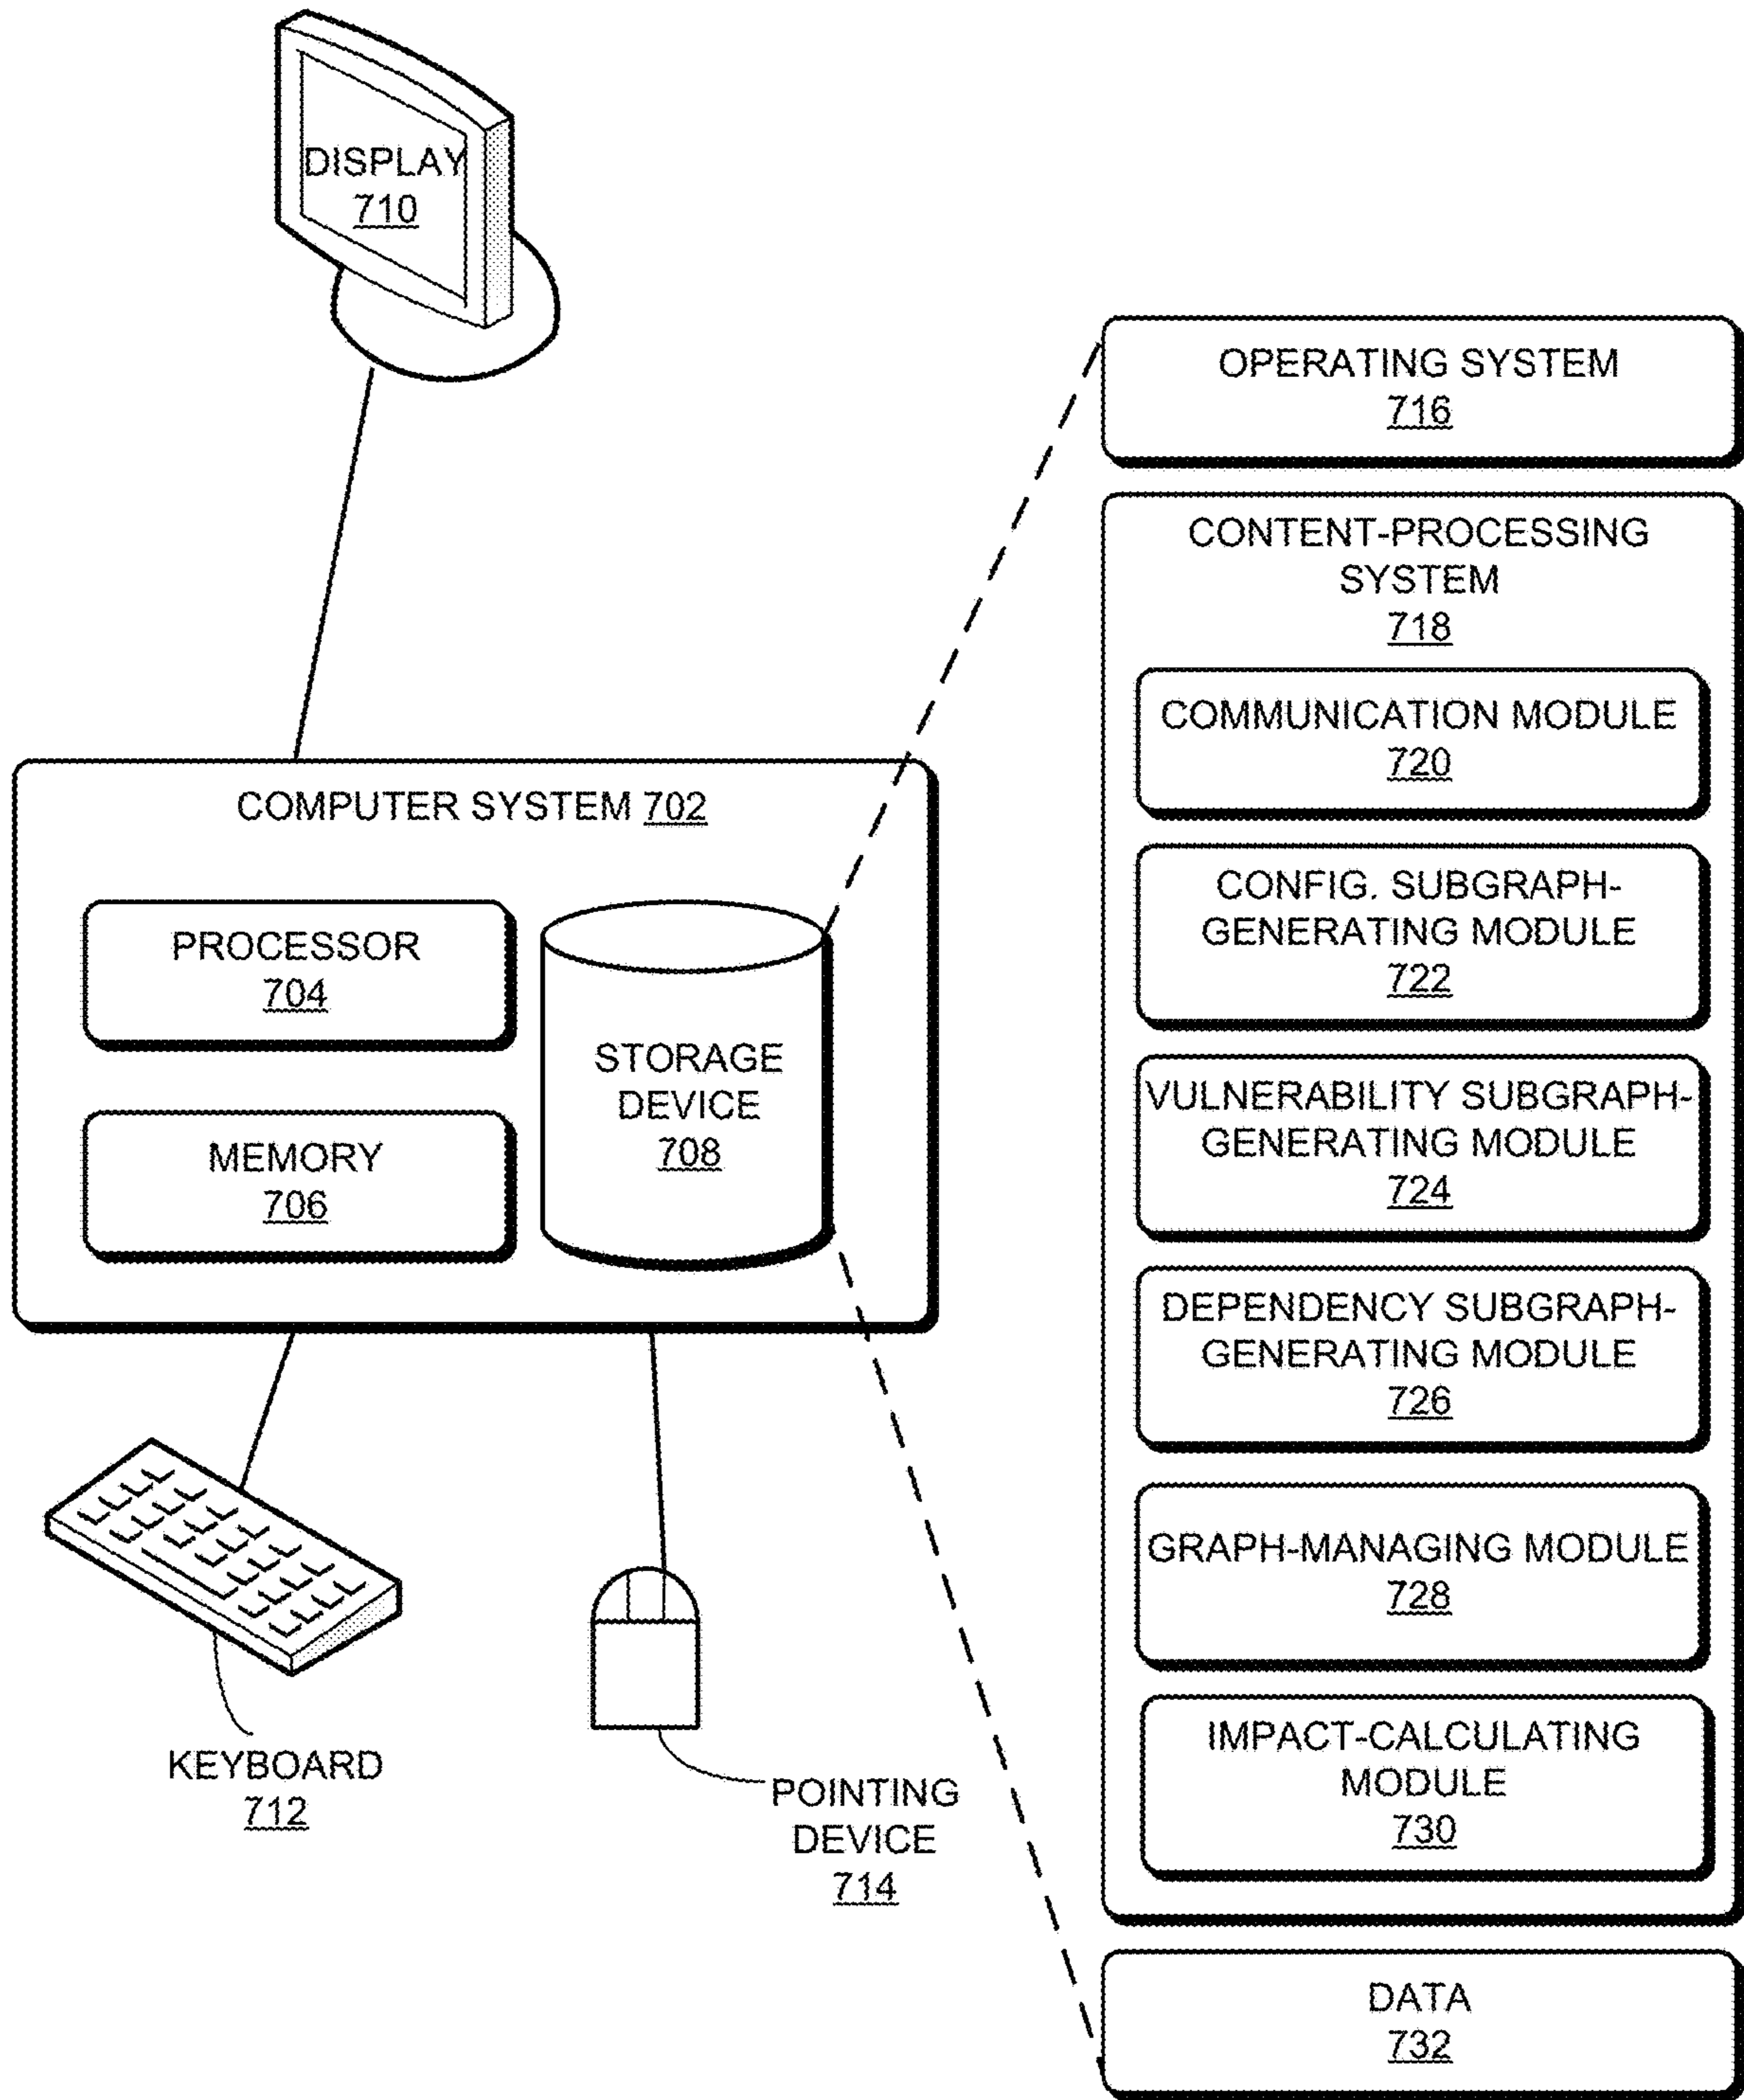 DISPLAY
710
COMPUTER SYSTEM 702
PROCESSOR
704
MEMORY
706
STORAGE
DEVICE
708
KEYBOARD
712
POINTING
DEVICE
714
OPERATING SYSTEM
716
CONTENT-PROCESSING
SYSTEM
718
COMMUNICATION MODULE
720
CONFIG. SUBGRAPH-
GENERATING MODULE
722
VULNERABILITY SUBGRAPH-
GENERATING MODULE
724
DEPENDENCY SUBGRAPH-
GENERATING MODULE
726
GRAPH-MANAGING MODULE
728
IMPACT-CALCULATING
MODULE
730
DATA
732